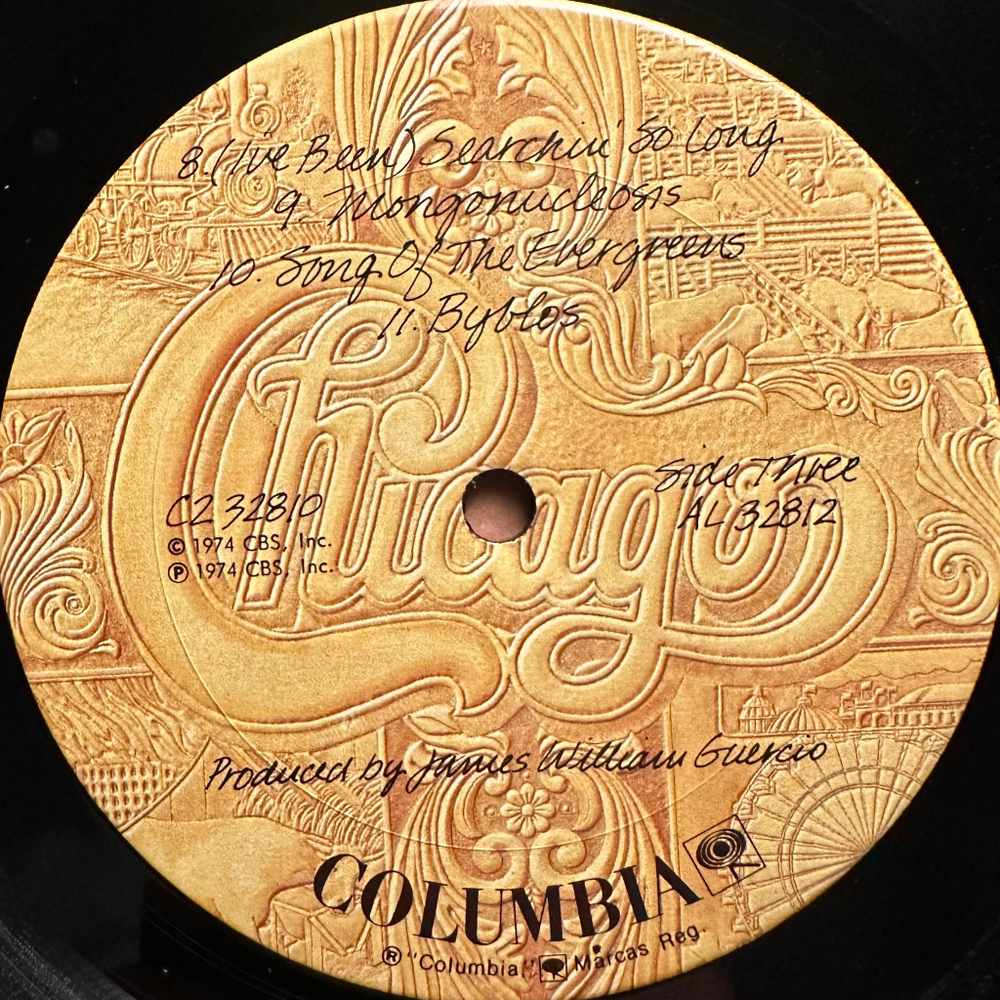 8. (I've Been) Searchin' So Long
9. Mongonucleosis
10. Song Of The Evergreens
11. Byblos
Chicago
Side Three
AL 32812
C2 32810
© 1974 CBS, Inc.
℗ 1974 CBS, Inc.
Produced by James William Guercio
COLUMBIA
® "Columbia," Marcas Reg.